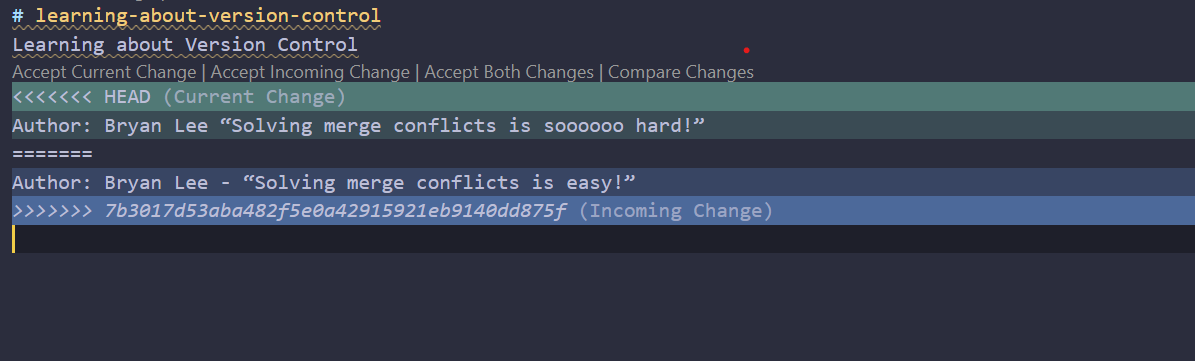 # learning-about-version-control
Learning about Version Control
Accept Current Change | Accept Incoming Change | Accept Both Changes | Compare Changes
<<<<<<< HEAD (Current Change)
Author: Bryan Lee “Solving merge conflicts is soooooo hard!”
=======
Author: Bryan Lee - “Solving merge conflicts is easy!”
>>>>>>> 7b3017d53aba482f5e0a42915921eb9140dd875f (Incoming Change)